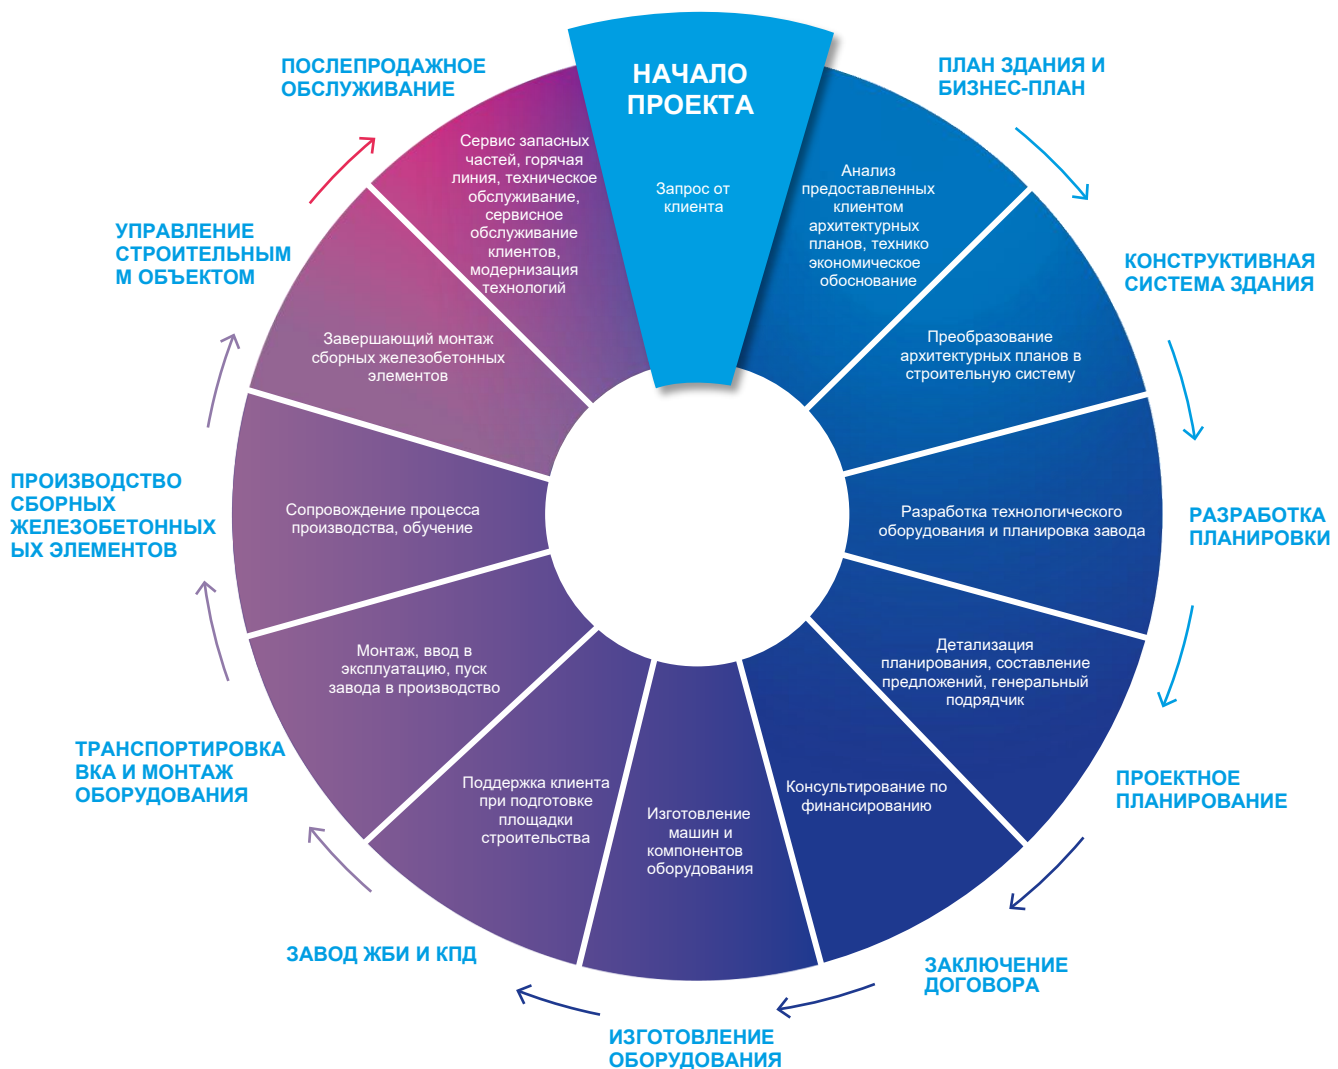 НАЧАЛО
ПРОЕКТА
Запрос от
клиента
ПЛАН ЗДАНИЯ И
БИЗНЕС-ПЛАН
Анализ
предоставленных
клиентом
архитектурных
планов, технико
экономическое
обоснование
КОНСТРУКТИВНАЯ
СИСТЕМА ЗДАНИЯ
Преобразование
архитектурных планов в
строительную систему
РАЗРАБОТКА
ПЛАНИРОВКИ
Разработка технологического
оборудования и планировка завода
ПРОЕКТНОЕ
ПЛАНИРОВАНИЕ
Детализация
планирования, составление
предложений, генеральный
подрядчик
ЗАКЛЮЧЕНИЕ
ДОГОВОРА
Консультирование по
финансированию
ИЗГОТОВЛЕНИЕ
ОБОРУДОВАНИЯ
Изготовление
машин и
компонентов
оборудования
ЗАВОД ЖБИ И КПД
Поддержка клиента
при подготовке
площадки
строительства
ТРАНСПОРТИРОВКА
ВКА И МОНТАЖ
ОБОРУДОВАНИЯ
Монтаж, ввод в
эксплуатацию, пуск
завода в производство
ПРОИЗВОДСТВО
СБОРНЫХ
ЖЕЛЕЗОБЕТОННЫХ
ЫХ ЭЛЕМЕНТОВ
Сопровождение процесса
производства, обучение
УПРАВЛЕНИЕ
СТРОИТЕЛЬНЫМ
М ОБЪЕКТОМ
Завершающий монтаж
сборных железобетонных
элементов
ПОСЛЕПРОДАЖНОЕ
ОБСЛУЖИВАНИЕ
Сервис запасных
частей, горячая
линия, техническое
обслуживание,
сервисное
обслуживание
клиентов,
модернизация
технологий